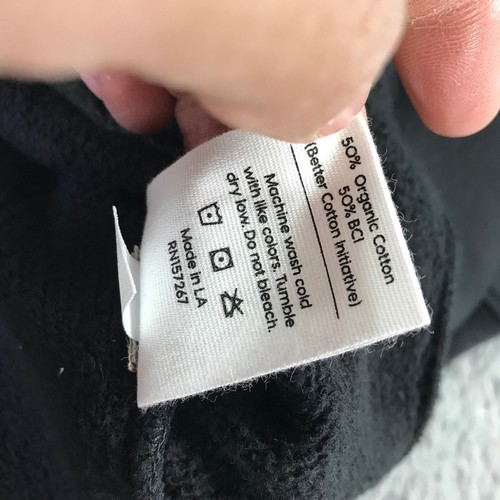 50% Organic Cotton
50% BCI
(Better Cotton Initiative)
Machine wash cold
with like colors. Tumble
dry low. Do not bleach.
Made in LA
RN157267